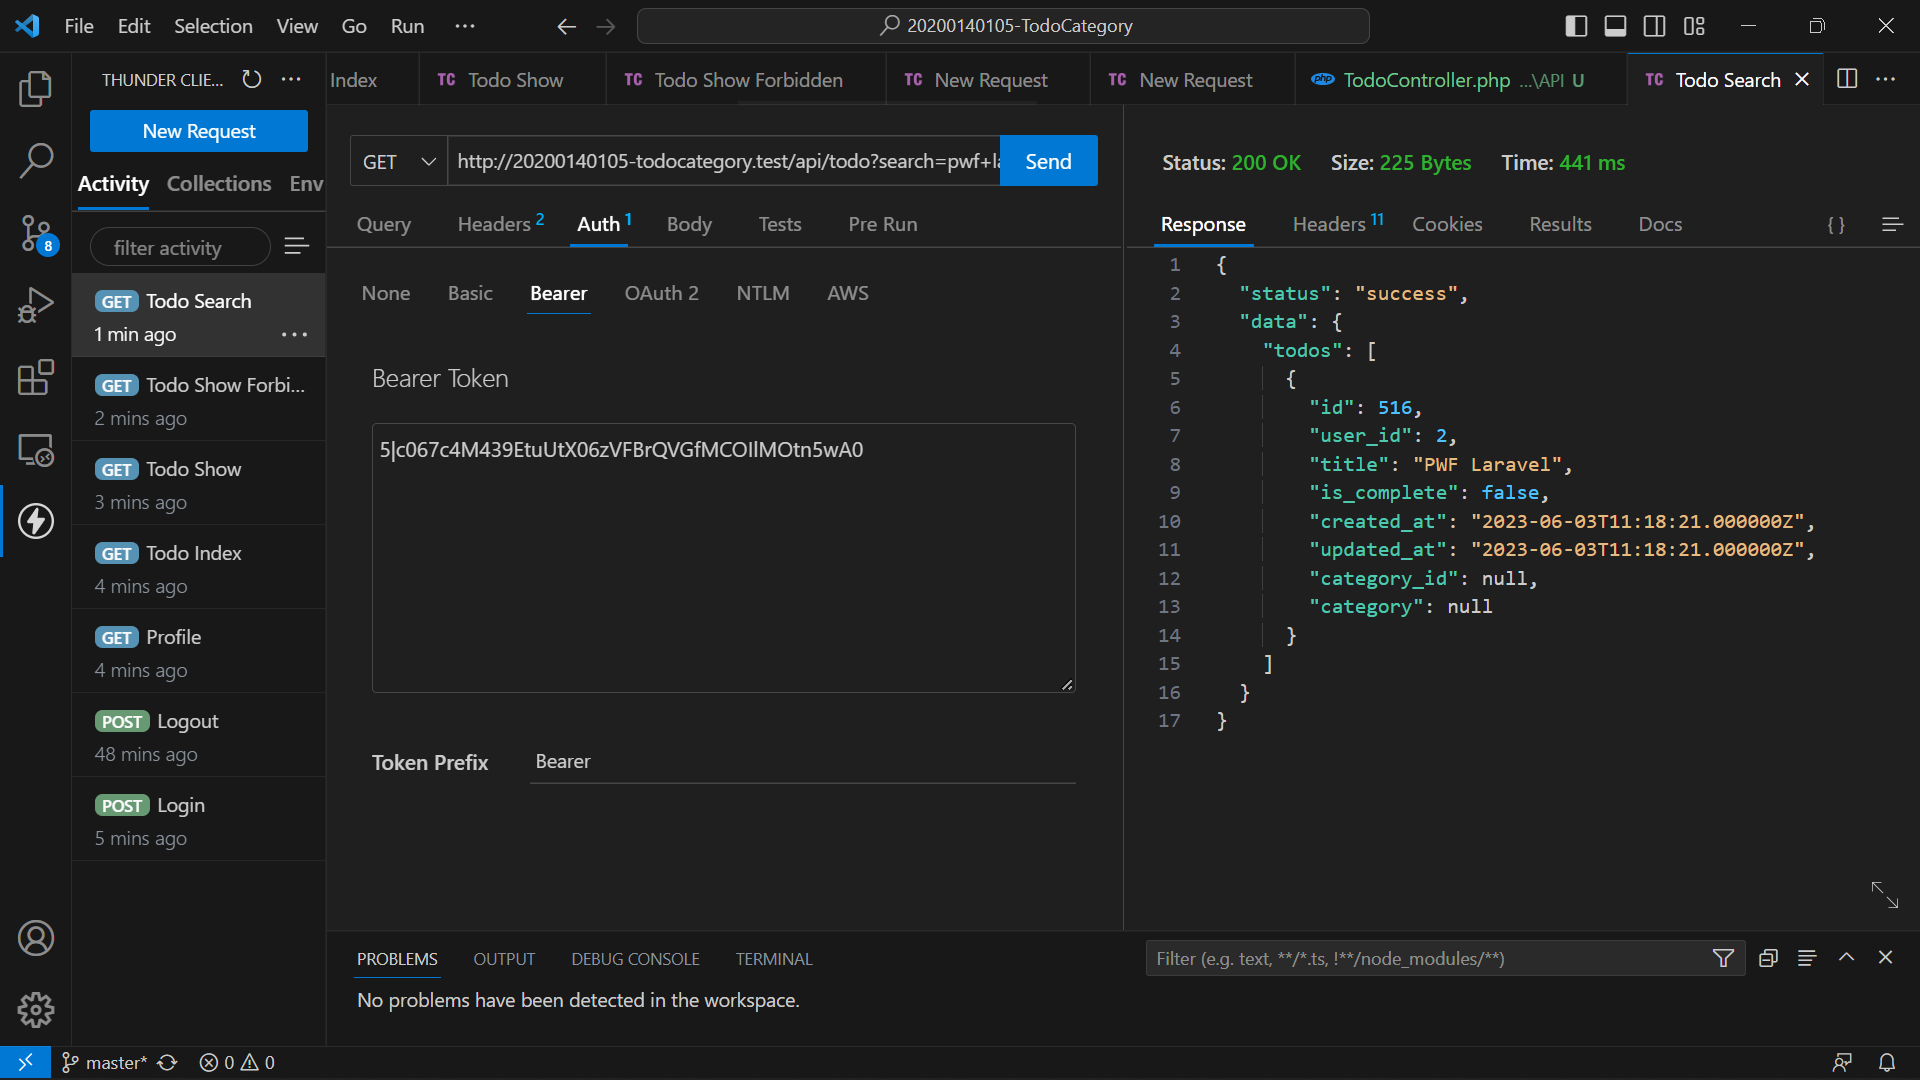 File Edit Selection View Go Run ··· 20200140105-TodoCategory
THUNDER CLIE...
Index TC Todo Show TC Todo Show Forbidden TC New Request TC New Request php TodoController.php ...\API U TC Todo Search
New Request
Activity Collections Env
filter activity
GET Todo Search
1 min ago
GET Todo Show Forbi...
2 mins ago
GET Todo Show
3 mins ago
GET Todo Index
4 mins ago
GET Profile
4 mins ago
POST Logout
48 mins ago
POST Login
5 mins ago
8
GET http://20200140105-todocategory.test/api/todo?search=pwf+la Send
Query Headers 2 Auth 1 Body Tests Pre Run
None Basic Bearer OAuth 2 NTLM AWS
Bearer Token
5|c067c4M439EtuUtX06zVFBrQVGfMCOIlMOtn5wA0
Token Prefix Bearer
Status: 200 OK Size: 225 Bytes Time: 441 ms
Response Headers 11 Cookies Results Docs { }
1 {
2 "status": "success",
3 "data": {
4 "todos": [
5 {
6 "id": 516,
7 "user_id": 2,
8 "title": "PWF Laravel",
9 "is_complete": false,
10 "created_at": "2023-06-03T11:18:21.000000Z",
11 "updated_at": "2023-06-03T11:18:21.000000Z",
12 "category_id": null,
13 "category": null
14 }
15 ]
16 }
17 }
PROBLEMS OUTPUT DEBUG CONSOLE TERMINAL Filter (e.g. text, **/*.ts, !**/node_modules/**)
No problems have been detected in the workspace.
master* 0 0